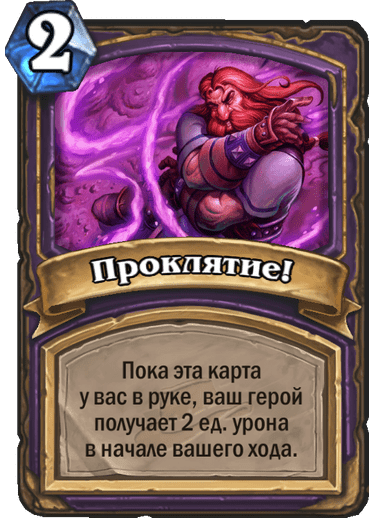 2
Проклятие!
Пока эта карта
у вас в руке, ваш герой
получает 2 ед. урона
в начале вашего хода.